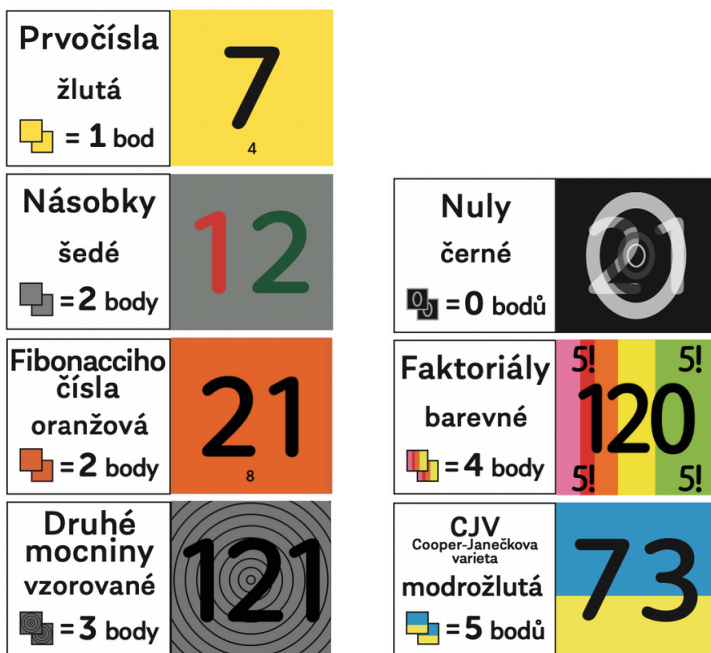 Prvočísla
žlutá
= 1 bod
7
4
Násobky
šedé
=2 body
12
Fibonacciho
čísla
oranžová
=2 body
21
8
Druhé
mocniny
vzorované
=3 body
121
Nuly
černé
=0 bodů
0
21
Faktoriály
barevné
=4 body
5! 5!
120
5! 5!
CJV
Cooper-Janečkova
varieta
modrožlutá
=5 bodů
73